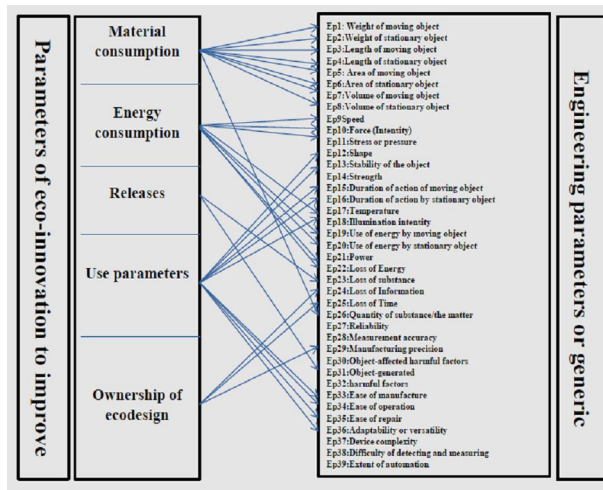 Parameters of eco-innovation to improve
Material
consumption
Energy
consumption
Releases
Use parameters
Ownership of
ecodesign
Ep1: Weight of moving object
Ep2:Weight of stationary object
Ep3:Length of moving object
Ep4:Length of stationary object
Ep5: Area of moving object
Ep6:Area of stationary object
Ep7:Volume of moving object
Ep8:Volume of stationary object
Ep9Speed
Ep10:Force (Intensity)
Ep11:Stress or pressure
Ep12:Shape
Ep13:Stability of the object
Ep14:Strength
Ep15:Duration of action of moving object
Ep16:Duration of action by stationary object
Ep17:Temperature
Ep18:Illumination intensity
Ep19:Use of energy by moving object
Ep20:Use of energy by stationary object
Ep21:Power
Ep22:Loss of Energy
Ep23:Loss of substance
Ep24:Loss of Information
Ep25:Loss of Time
Ep26:Quantity of substance/the matter
Ep27:Reliability
Ep28:Measurement accuracy
Ep29:Manufacturing precision
Ep30:Object-affected harmful factors
Ep31:Object-generated
Ep32:harmful factors
Ep33:Ease of manufacture
Ep34:Ease of operation
Ep35:Ease of repair
Ep36:Adaptability or versatility
Ep37:Device complexity
Ep38:Difficulty of detecting and measuring
Ep39:Extent of automation
Engineering parameters or generic